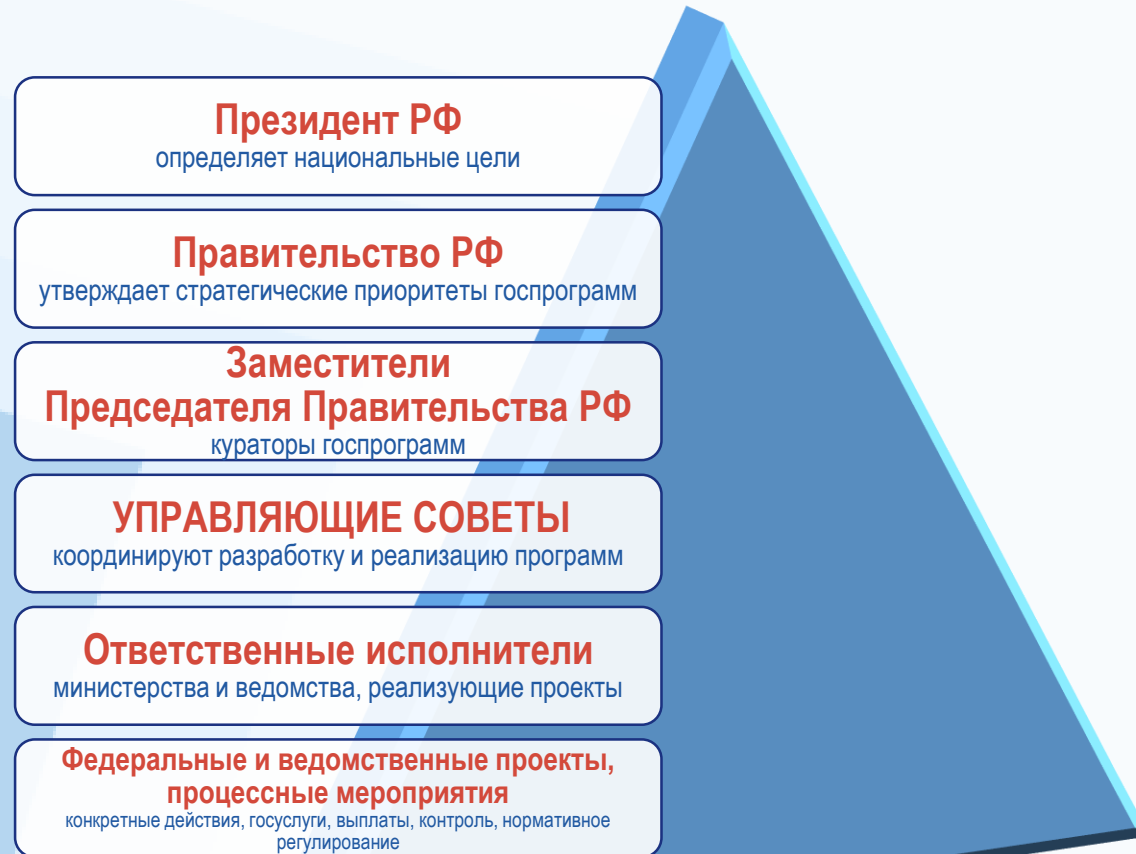 Президент РФ
определяет национальные цели
Правительство РФ
утверждает стратегические приоритеты госпрограмм
Заместители
Председателя Правительства РФ
кураторы госпрограмм
УПРАВЛЯЮЩИЕ СОВЕТЫ
координируют разработку и реализацию программ
Ответственные исполнители
министерства и ведомства, реализующие проекты
Федеральные и ведомственные проекты,
процессные мероприятия
конкретные действия, госуслуги, выплаты, контроль, нормативное
регулирование